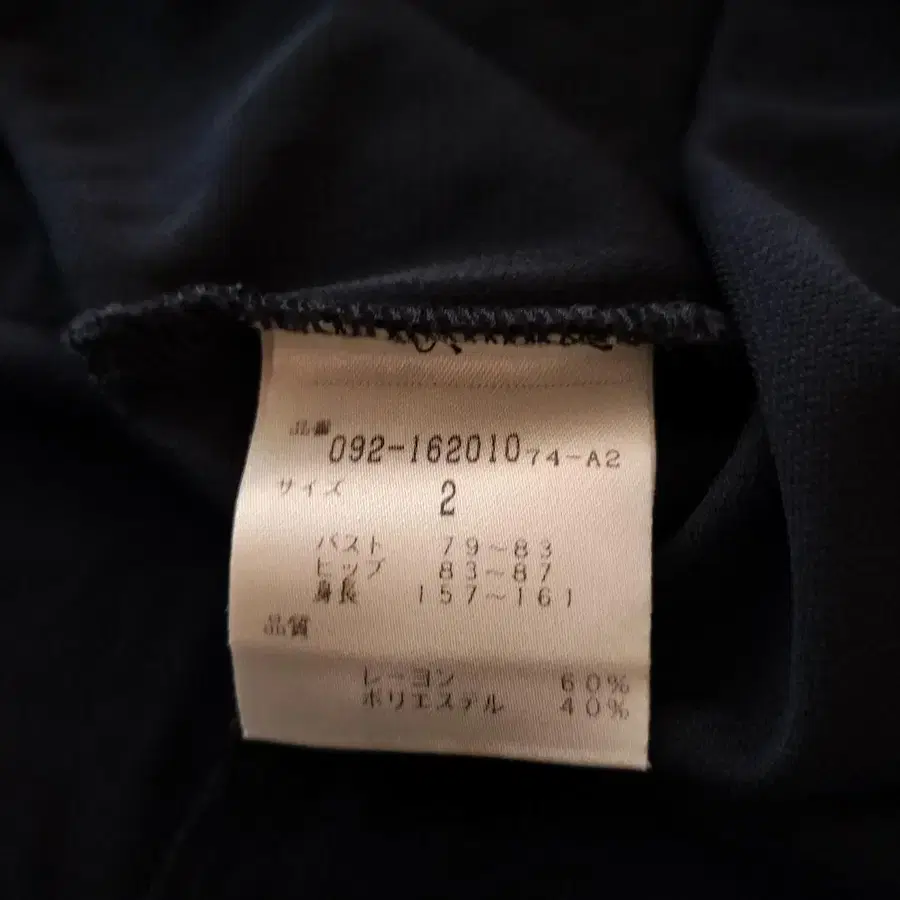 品番
092-162010 74-A2
サイズ 2
バスト 79~83
ヒップ 83~87
身長 157~161
品質
レーヨン 60%
ポリエステル 40%